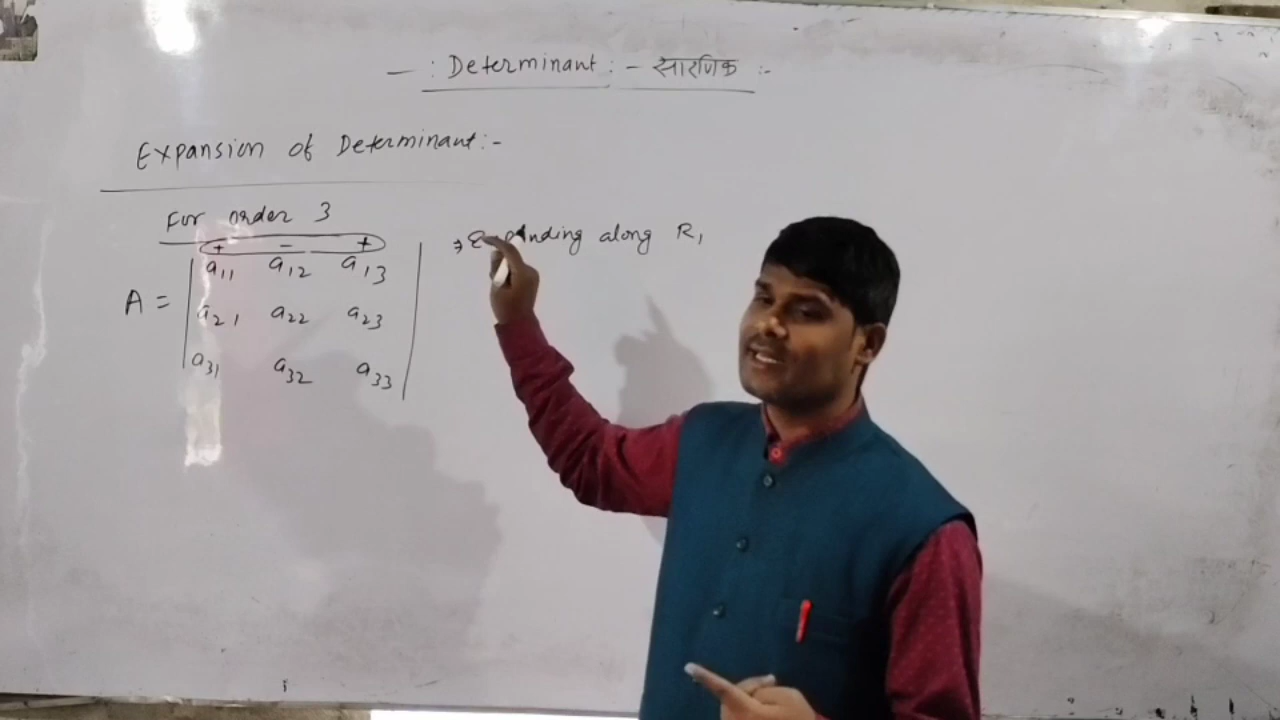 — : Determinant : – सारणिक :-
Expansion of Determinant:-
For order 3
+ − +
a11 a12 a13
A = a21 a22 a23
a31 a32 a33
⇒ along R1